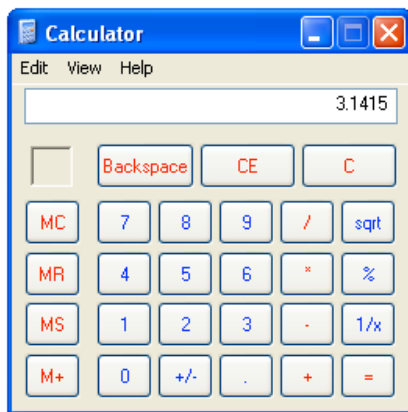 Calculator
Edit View Help
3.1415
Backspace CE C
MC 7 8 9 / sqrt
MR 4 5 6 * %
MS 1 2 3 - 1/x
M+ 0 +/- . + =